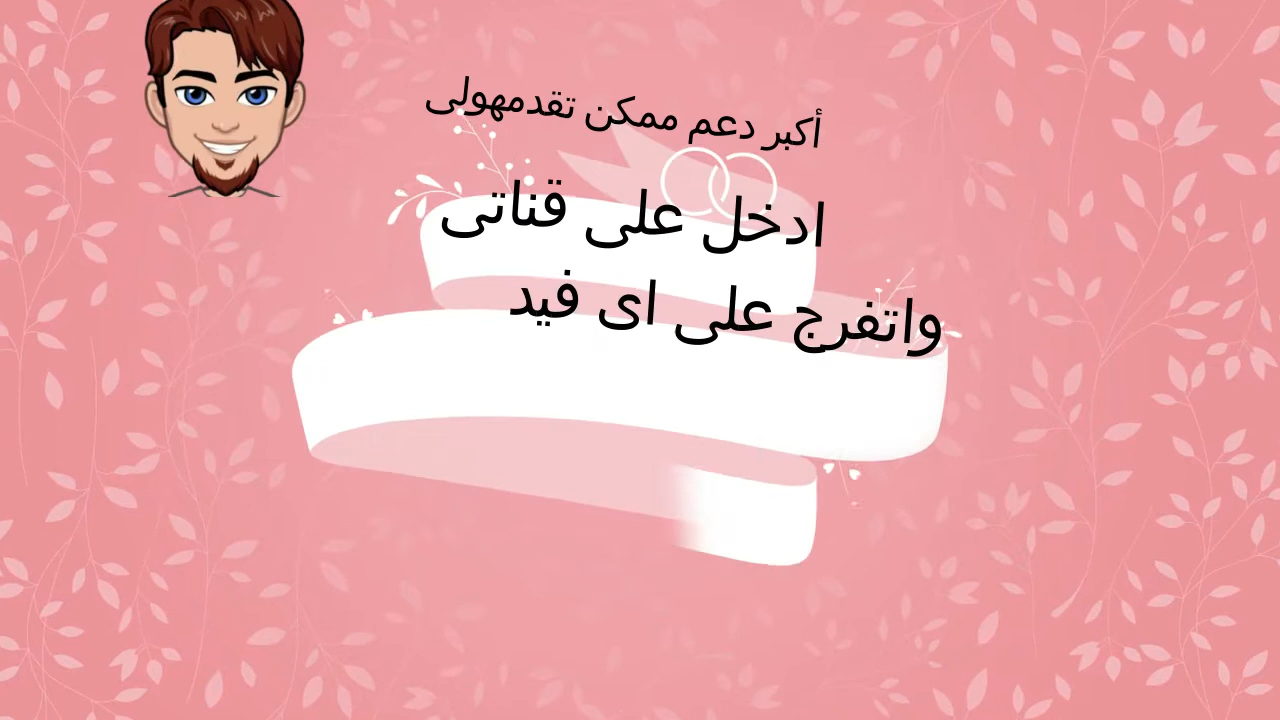 أكبر دعم ممكن تقدمهولى
ادخل على قناتى
واتفرج على اى فيد